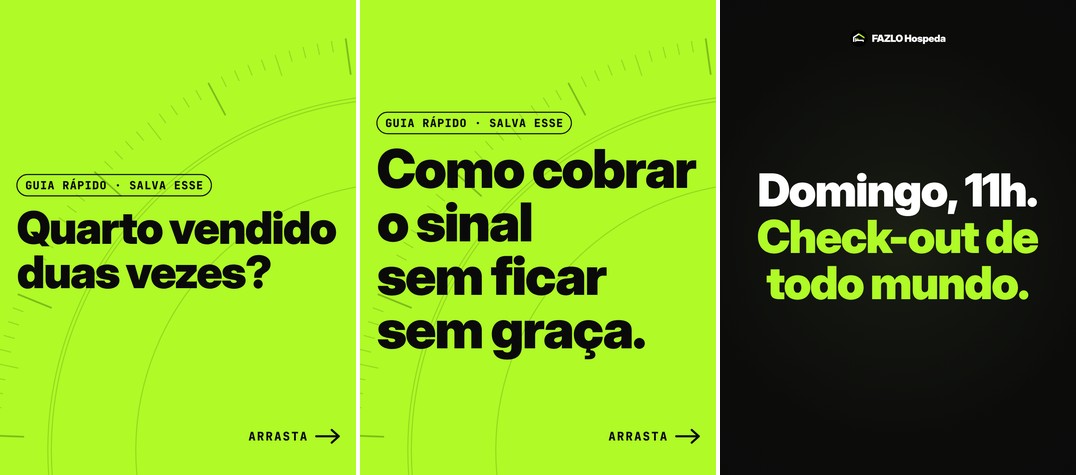 GUIA RÁPIDO · SALVA ESSE
Quarto vendido
duas vezes?
ARRASTA
GUIA RÁPIDO · SALVA ESSE
Como cobrar
o sinal
sem ficar
sem graça.
ARRASTA
FAZLO Hospeda
Domingo, 11h.
Check-out de
todo mundo.